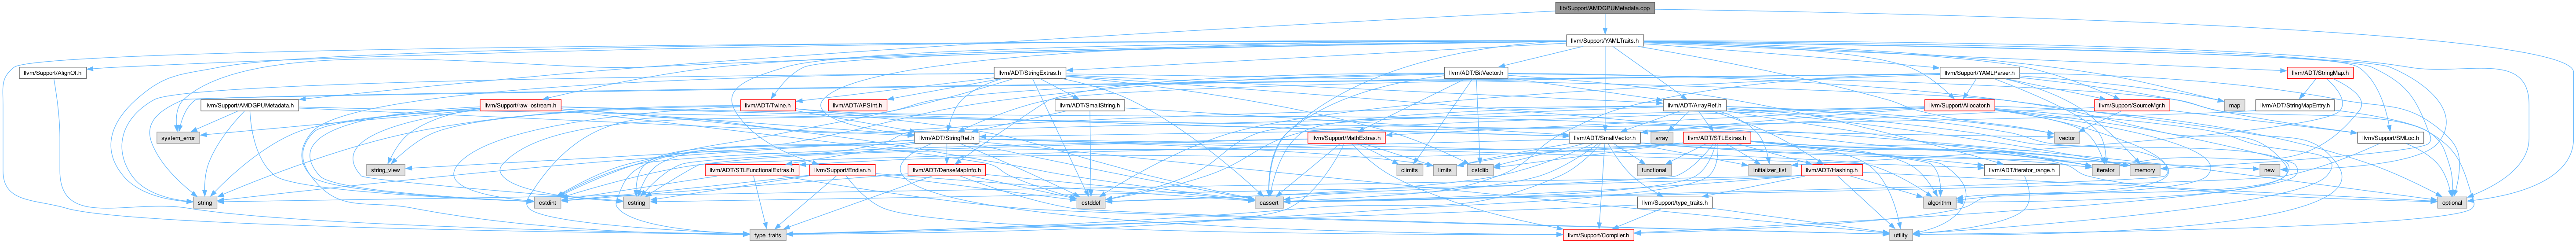 lib/Support/AMDGPUMetadata.cpp
llvm/Support/YAMLTraits.h
llvm/Support/AlignOf.h
llvm/ADT/StringExtras.h
llvm/ADT/BitVector.h
llvm/Support/YAMLParser.h
llvm/ADT/StringMap.h
llvm/Support/AMDGPUMetadata.h
llvm/Support/raw_ostream.h
llvm/ADT/Twine.h
llvm/ADT/APSInt.h
llvm/ADT/SmallString.h
llvm/ADT/ArrayRef.h
llvm/Support/Allocator.h
llvm/Support/SourceMgr.h
map
llvm/ADT/StringMapEntry.h
system_error
llvm/ADT/StringRef.h
llvm/Support/MathExtras.h
llvm/ADT/SmallVector.h
array
llvm/ADT/STLExtras.h
vector
llvm/Support/SMLoc.h
string_view
llvm/ADT/STLFunctionalExtras.h
llvm/Support/Endian.h
llvm/ADT/DenseMapInfo.h
climits
limits
cstdlib
functional
initializer_list
llvm/ADT/Hashing.h
llvm/ADT/iterator_range.h
iterator
memory
new
string
cstdint
cstring
cstddef
cassert
llvm/Support/type_traits.h
algorithm
optional
type_traits
llvm/Support/Compiler.h
utility